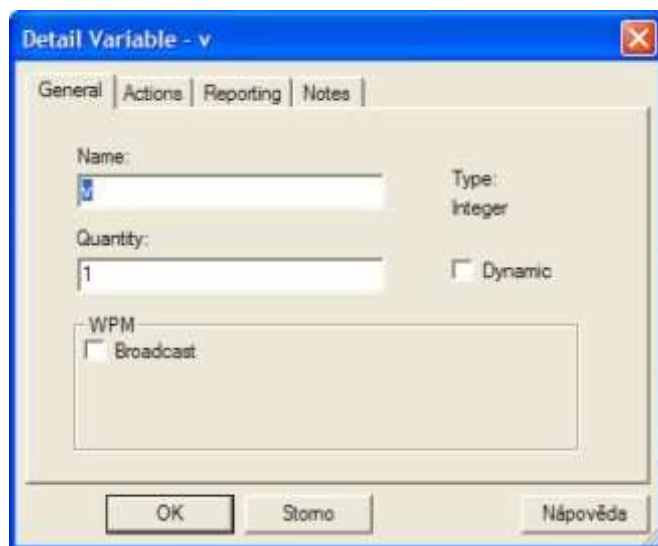 Detail Variable - v
General Actions Reporting Notes
Name:
v
Type:
Integer
Quantity:
1
Dynamic
WPM
Broadcast
OK Storno Nápověda